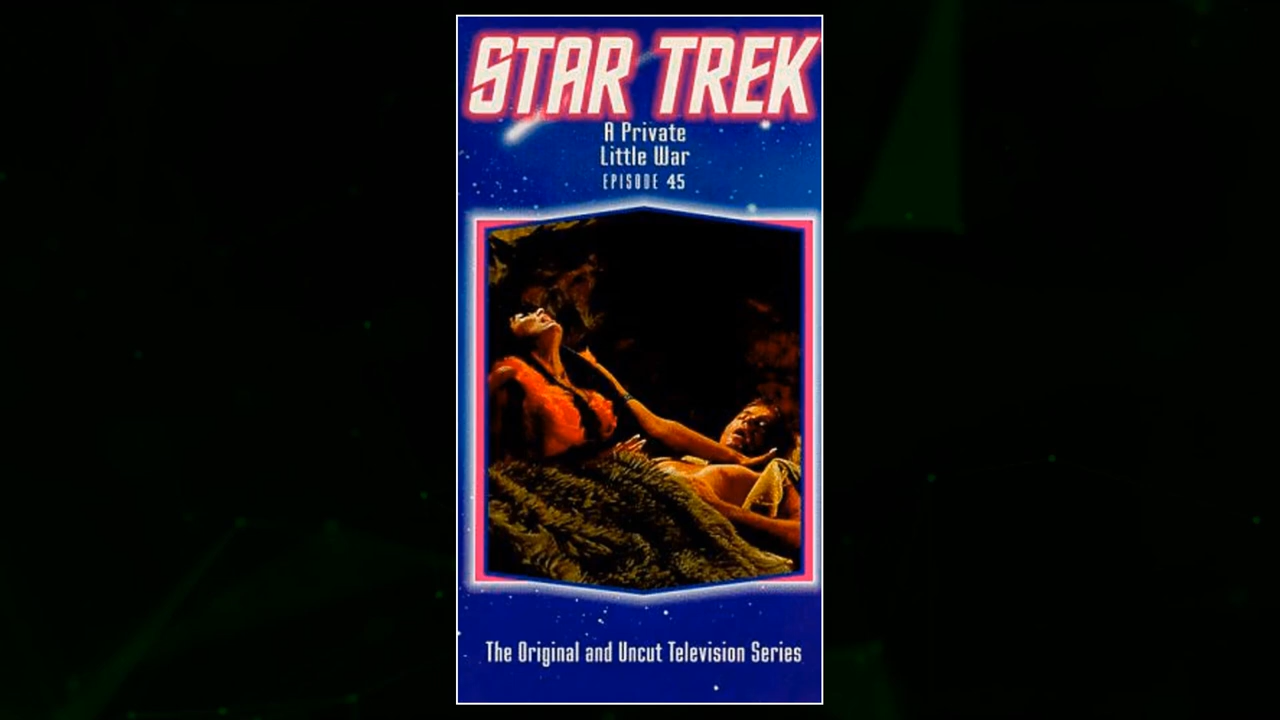 STAR TREK
A Private
Little War
EPISODE 45
The Original and Uncut Television Series